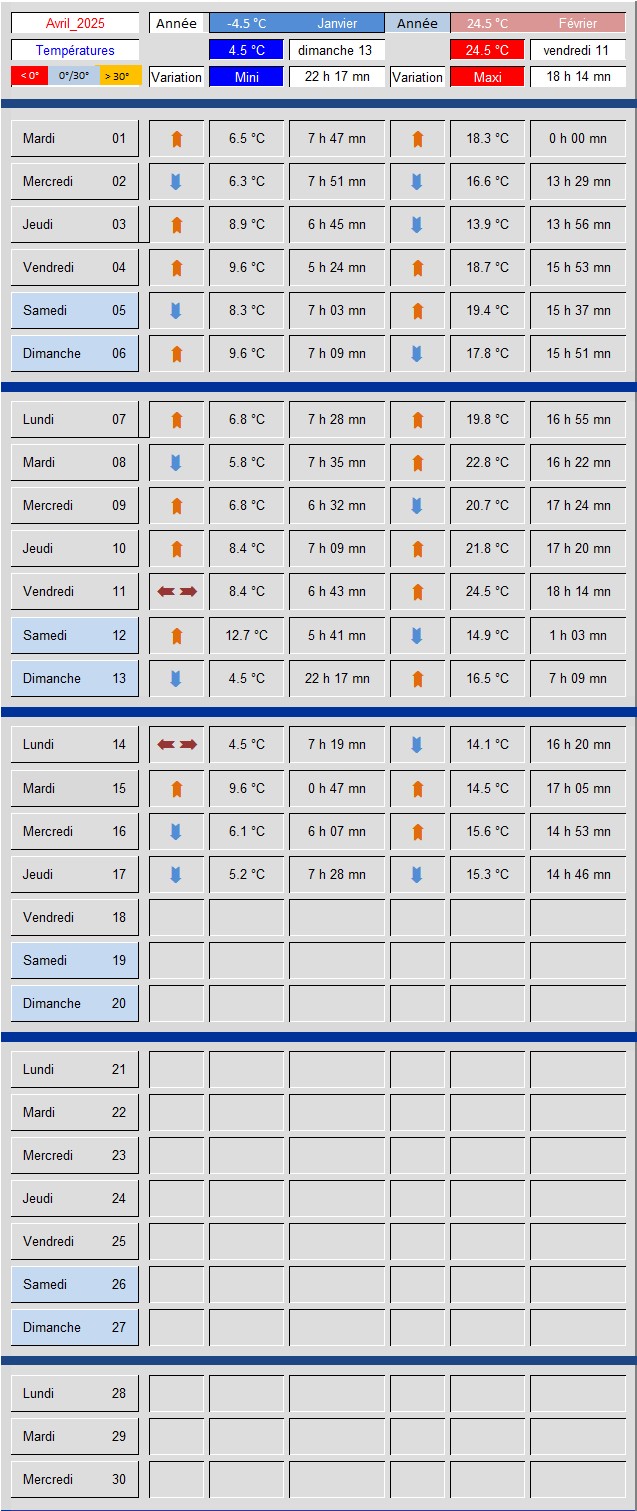 Avril_2025 Année -4.5 °C Janvier Année 24.5 °C Février
Températures 4.5 °C dimanche 13 24.5 °C vendredi 11
< 0° 0°/30° > 30° Variation Mini 22 h 17 mn Variation Maxi 18 h 14 mn
Mardi 01 6.5 °C 7 h 47 mn 18.3 °C 0 h 00 mn
Mercredi 02 6.3 °C 7 h 51 mn 16.6 °C 13 h 29 mn
Jeudi 03 8.9 °C 6 h 45 mn 13.9 °C 13 h 56 mn
Vendredi 04 9.6 °C 5 h 24 mn 18.7 °C 15 h 53 mn
Samedi 05 8.3 °C 7 h 03 mn 19.4 °C 15 h 37 mn
Dimanche 06 9.6 °C 7 h 09 mn 17.8 °C 15 h 51 mn
Lundi 07 6.8 °C 7 h 28 mn 19.8 °C 16 h 55 mn
Mardi 08 5.8 °C 7 h 35 mn 22.8 °C 16 h 22 mn
Mercredi 09 6.8 °C 6 h 32 mn 20.7 °C 17 h 24 mn
Jeudi 10 8.4 °C 7 h 09 mn 21.8 °C 17 h 20 mn
Vendredi 11 8.4 °C 6 h 43 mn 24.5 °C 18 h 14 mn
Samedi 12 12.7 °C 5 h 41 mn 14.9 °C 1 h 03 mn
Dimanche 13 4.5 °C 22 h 17 mn 16.5 °C 7 h 09 mn
Lundi 14 4.5 °C 7 h 19 mn 14.1 °C 16 h 20 mn
Mardi 15 9.6 °C 0 h 47 mn 14.5 °C 17 h 05 mn
Mercredi 16 6.1 °C 6 h 07 mn 15.6 °C 14 h 53 mn
Jeudi 17 5.2 °C 7 h 28 mn 15.3 °C 14 h 46 mn
Vendredi 18
Samedi 19
Dimanche 20
Lundi 21
Mardi 22
Mercredi 23
Jeudi 24
Vendredi 25
Samedi 26
Dimanche 27
Lundi 28
Mardi 29
Mercredi 30